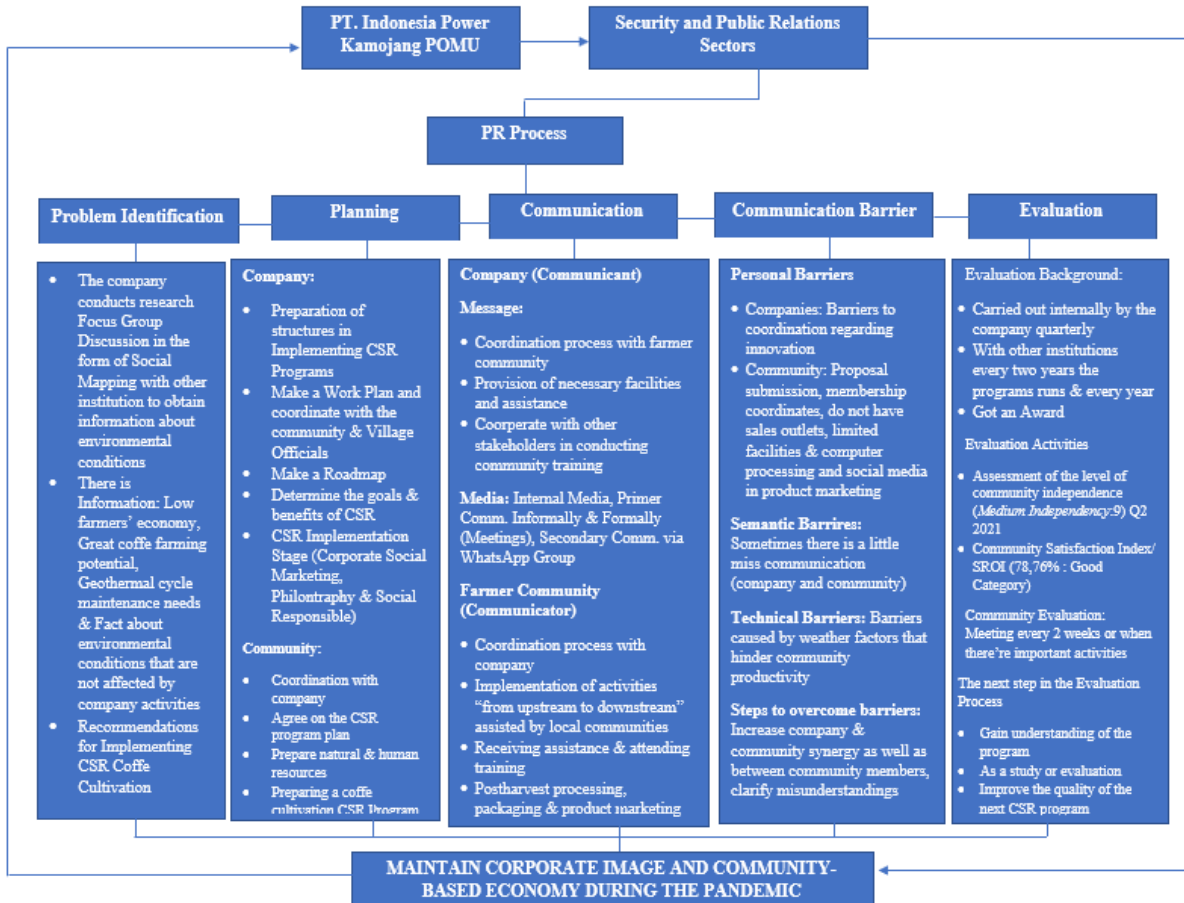 PT. Indonesia Power
Kamojang POMU
Security and Public Relations
Sectors
PR Process
Problem Identification
Planning
Communication
Communication Barrier
Evaluation
• The company
conducts research
Focus Group
Discussion in the
form of Social
Mapping with other
institution to obtain
information about
environmental
conditions
• There is
Information: Low
farmers' economy,
Great coffe farming
potential,
Geothermal cycle
maintenance needs
& Fact about
environmental
conditions that are
not affected by
company activities
• Recommendations
for Implementing
CSR Coffe
Cultivation
Company:
• Preparation of
structures in
Implementing CSR
Programs
• Make a Work Plan and
coordinate with the
community & Village
Officials
• Make a Roadmap
• Determine the goals &
benefits of CSR
• CSR Implementation
Stage (Corporate Social
Marketing,
Philontraphy & Social
Responsible)
Community:
• Coordination with
company
• Agree on the CSR
program plan
• Prepare natural & human
resources
• Preparing a coffe
cultivation CSR Program
Company (Communicant)
Message:
• Coordination process with farmer
community
• Provision of necessary facilities
and assistance
• Coorperate with other
stakeholders in conducting
community training
Media: Internal Media, Primer
Comm. Informally & Formally
(Meetings), Secondary Comm. via
WhatsApp Group
Farmer Community
(Communicator)
• Coordination process with
company
• Implementation of activities
“from upstream to downstream”
assisted by local communities
• Receiving assistance & attending
training
• Postharvest processing,
packaging & product marketing
Personal Barriers
• Companies: Barriers to
coordination regarding
innovation
• Community: Proposal
submission, membership
coordinates, do not have
sales outlets, limited
facilities & computer
processing and social media
in product marketing
Semantic Barrires:
Sometimes there is a little
miss communication
(company and community)
Technical Barriers: Barriers
caused by weather factors that
hinder community
productivity
Steps to overcome barriers:
Increase company &
community synergy as well as
between community members,
clarify misunderstandings
Evaluation Background:
• Carried out internally by the
company quarterly
• With other institutions
every two years the
programs runs & every year
• Got an Award
Evaluation Activities
• Assessment of the level of
community independence
(Medium Independency:9) Q2
2021
• Community Satisfaction Index/
SROI (78,76% : Good
Category)
Community Evaluation:
Meeting every 2 weeks or when
there're important activities
The next step in the Evaluation
Process
• Gain understanding of the
program
• As a study or evaluation
• Improve the quality of the
next CSR program
MAINTAIN CORPORATE IMAGE AND COMMUNITY-
BASED ECONOMY DURING THE PANDEMIC